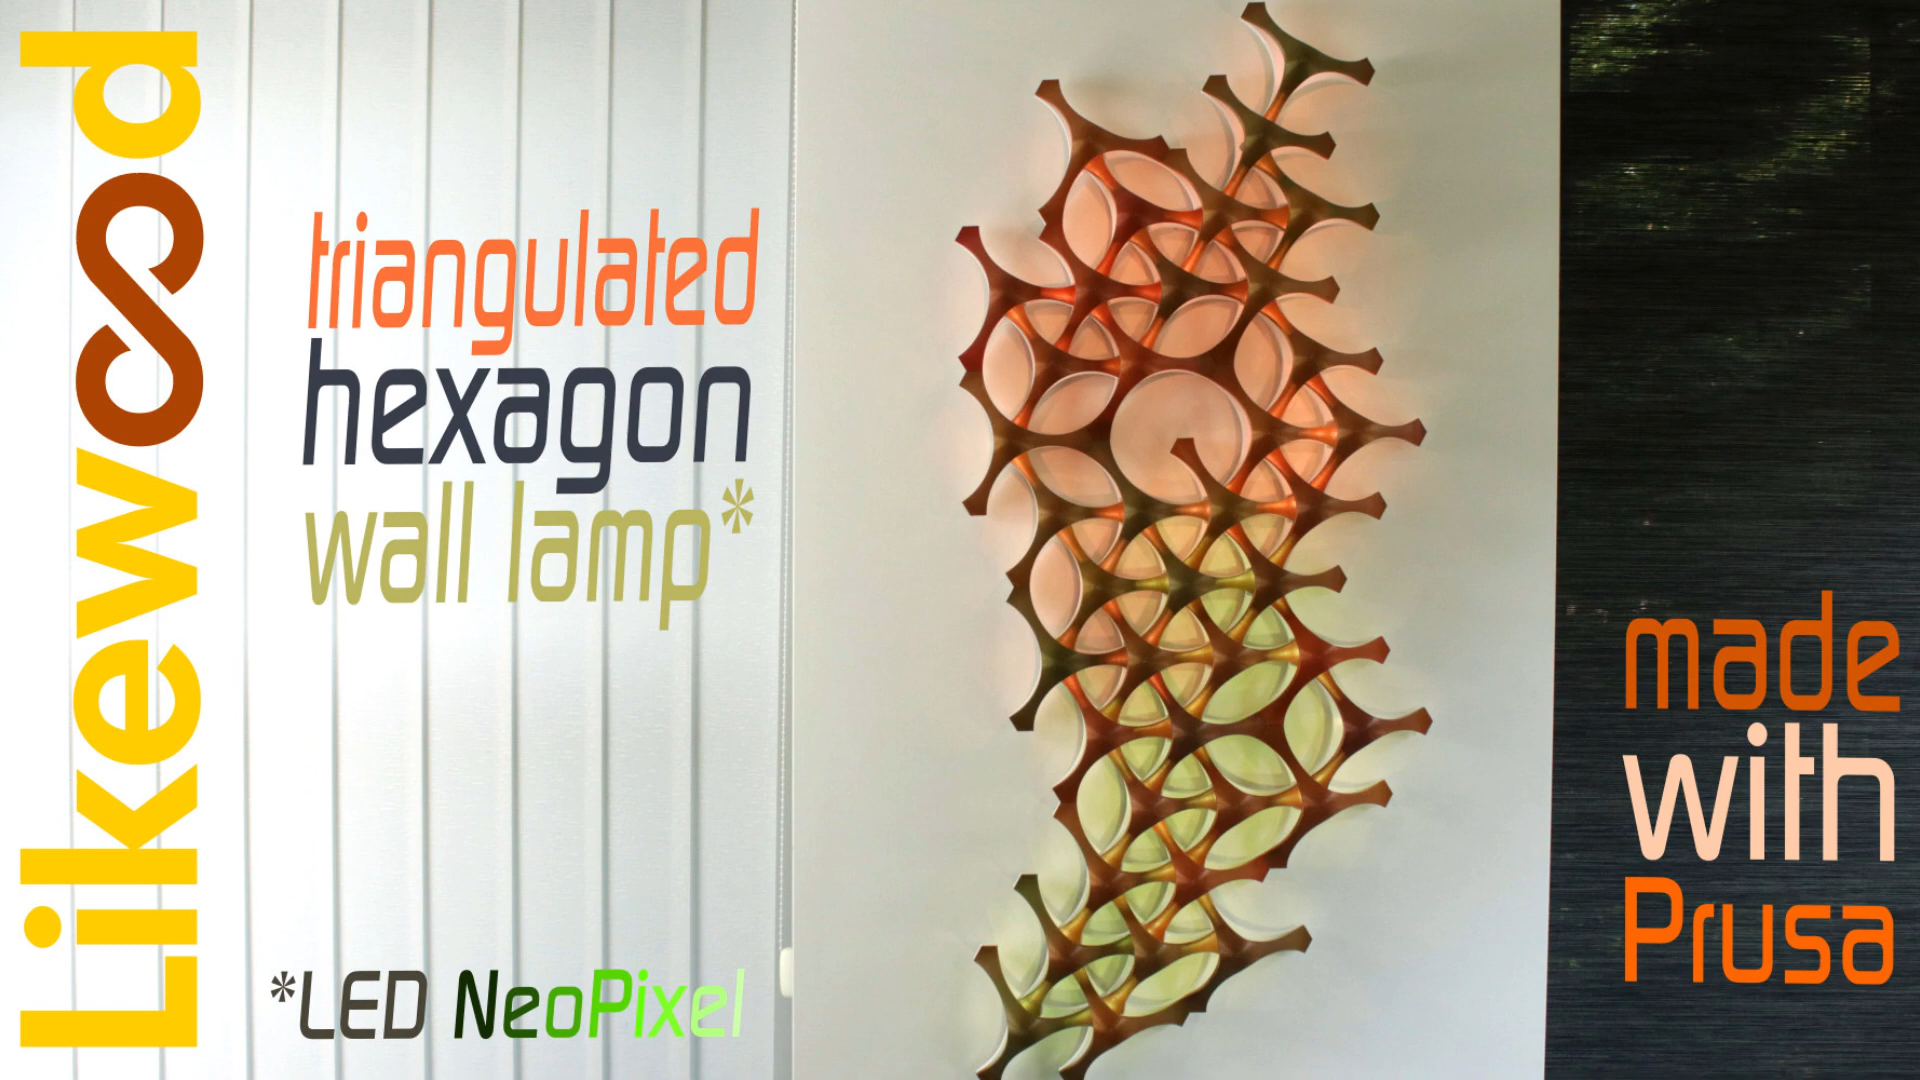 Likewood
triangulated
hexagon
wall lamp*
*LED NeoPixel
made
with
Prusa